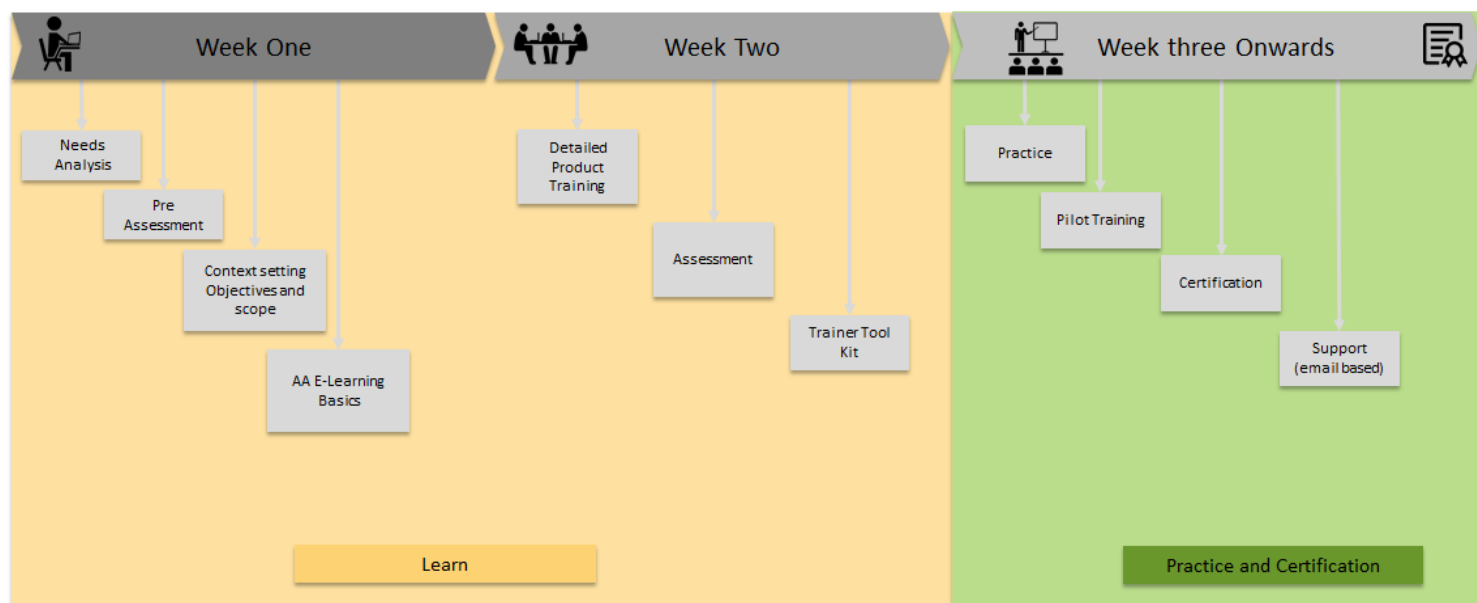 Week One
Week Two
Week three Onwards
Needs
Analysis
Pre
Assessment
Context setting
Objectives and
scope
AA E-Learning
Basics
Detailed
Product
Training
Assessment
Trainer Tool
Kit
Practice
Pilot Training
Certification
Support
(email based)
Learn
Practice and Certification